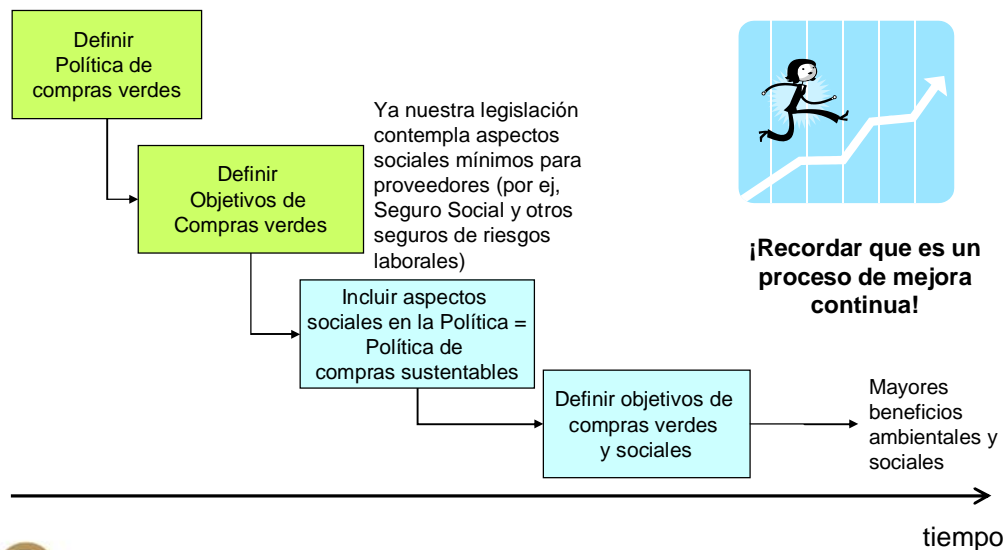 Definir
Política de
compras verdes
Ya nuestra legislación
contempla aspectos
sociales mínimos para
proveedores (por ej,
Seguro Social y otros
seguros de riesgos
laborales)
Definir
Objetivos de
Compras verdes
¡Recordar que es un
proceso de mejora
continua!
Incluir aspectos
sociales en la Política =
Política de
compras sustentables
Definir objetivos de
compras verdes
y sociales
Mayores
beneficios
ambientales y
sociales
tiempo